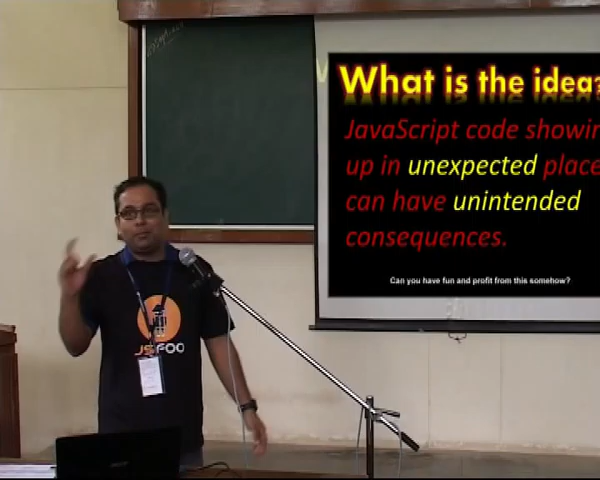 What is the idea?
JavaScript code showin
up in unexpected place
can have unintended
consequences.
Can you have fun and profit from this somehow?
JSFOO
acer